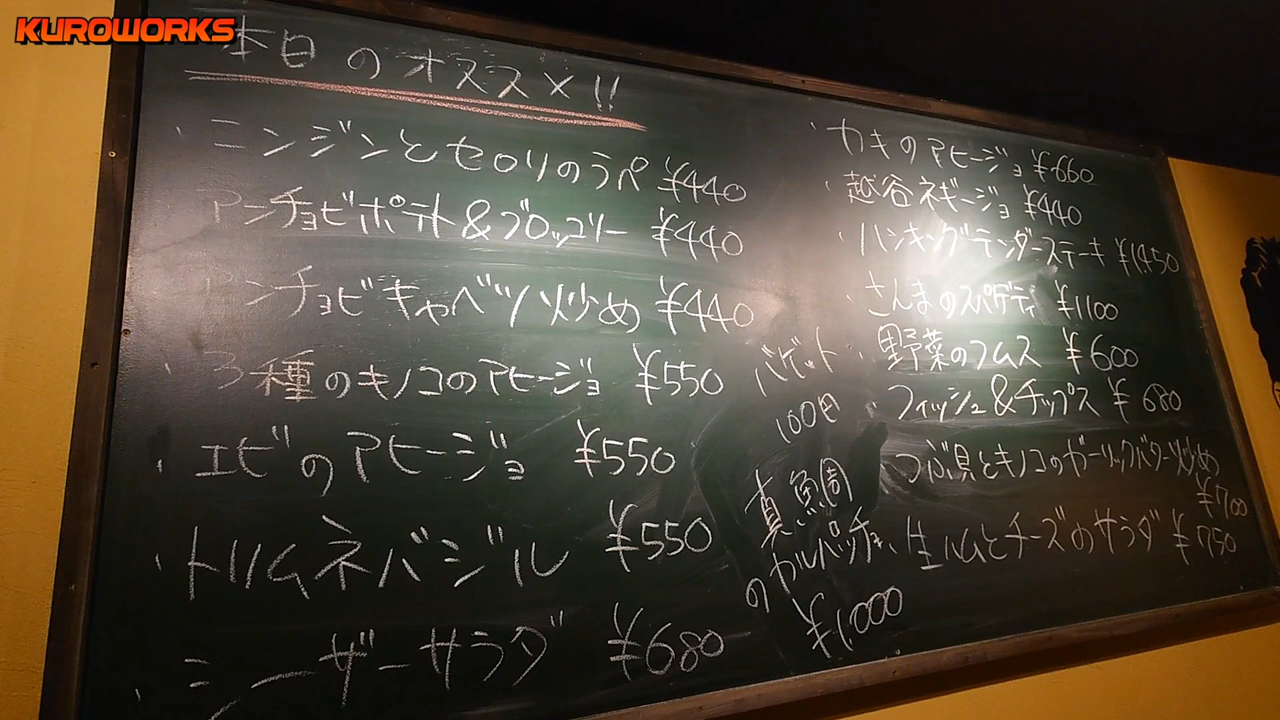 KUROWORKS
本日のオススメ!!
・ニンジンとセロリのラペ ¥440
アンチョビポテト&ブロッコリー ¥440
アンチョビキャベツ炒め ¥440
・3種のキノコのアヒージョ ¥550
・エビのアヒージョ ¥550
・トリムネバジル ¥550
・シーザーサラダ ¥680
バゲット
100円
真鯛
のカルパッチョ
¥1,000
・カキのアヒージョ ¥660
・越谷ネギージョ ¥440
・ハンキングテンダーステーキ ¥1,450
・さんまのスパゲティ ¥1100
・野菜のフムス ¥600
・フィッシュ&チップス ¥680
・つぶ貝とキノコのガーリックバター炒め
¥700
・生ハムとチーズのサラダ ¥750